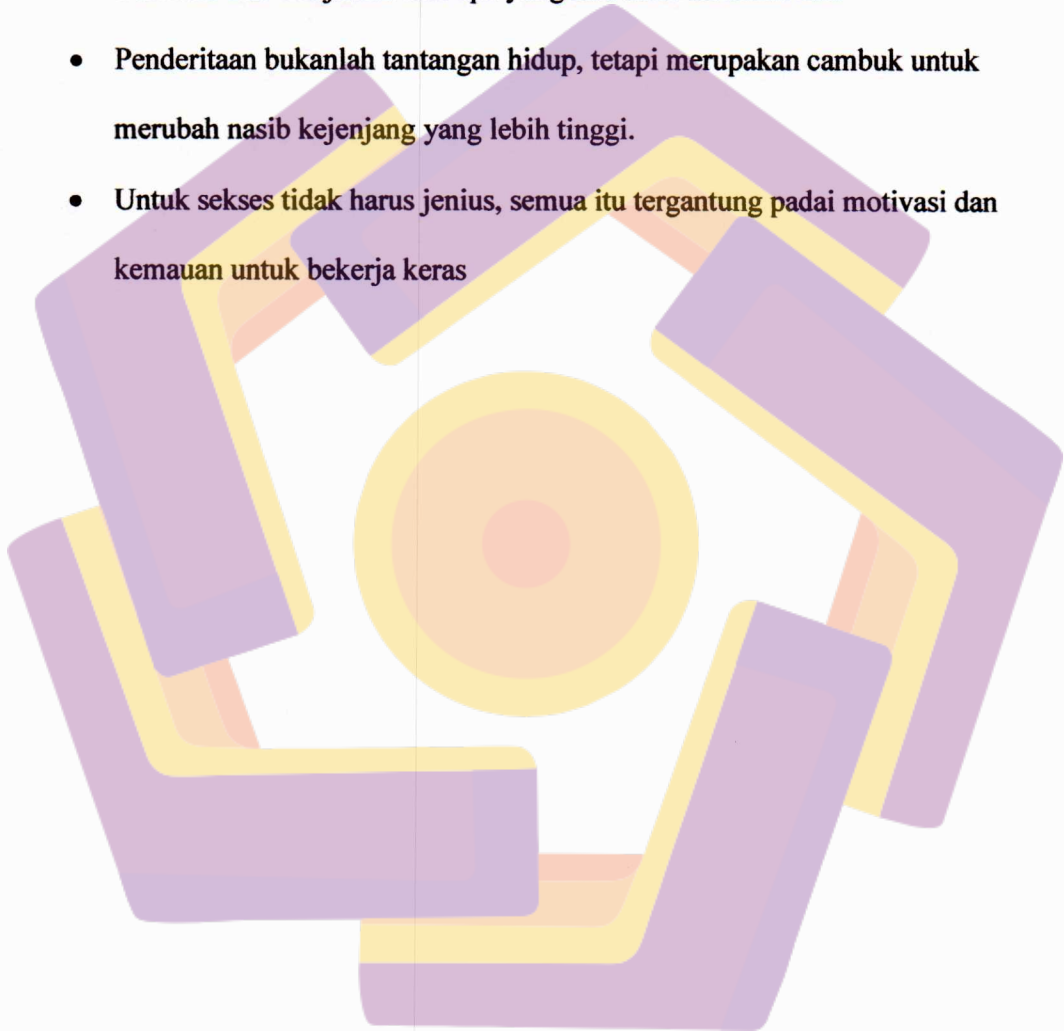 • Penderitaan bukanlah tantangan hidup, tetapi merupakan cambuk untuk
merubah nasib kejenjang yang lebih tinggi.
• Untuk sekses tidak harus jenius, semua itu tergantung padai motivasi dan
kemauan untuk bekerja keras